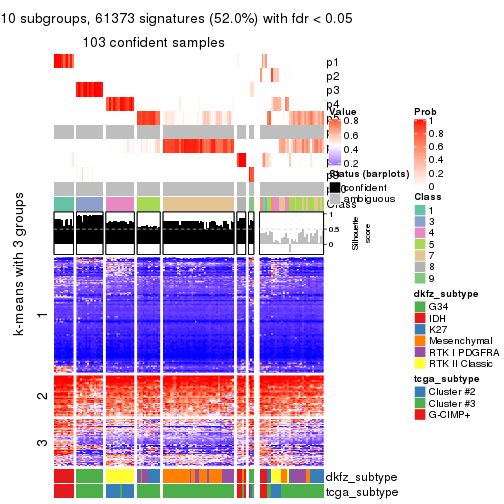 10 subgroups, 61373 signatures (52.0%) with fdr < 0.05
103 confident samples
p1
p2
p3
p4
Value
0.8
0.6
0.4
0.2
Prob
1
0.8
0.6
0.4
0.2
0
Status (barplots)
confident
ambiguous
Class
1
0.5
0
Silhouette
score
Class
1
3
4
5
7
8
9
k-means with 3 groups
1
2
3
dkfz_subtype
G34
IDH
K27
Mesenchymal
RTK I PDGFRA
RTK II Classic
tcga_subtype
Cluster #2
Cluster #3
G-CIMP+
dkfz_subtype
tcga_subtype